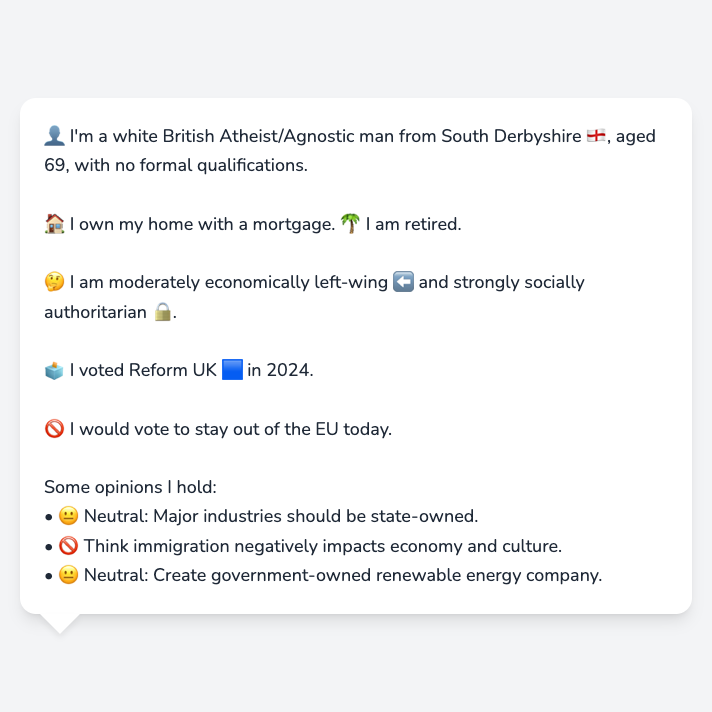 👤 I'm a white British Atheist/Agnostic man from South Derbyshire 🏴󠁧󠁢󠁥󠁮󠁧󠁿, aged
69, with no formal qualifications.
🏠 I own my home with a mortgage. 🌴 I am retired.
🤔 I am moderately economically left-wing ⬅️ and strongly socially
authoritarian 🔒.
🗳️ I voted Reform UK 🟦 in 2024.
🚫 I would vote to stay out of the EU today.
Some opinions I hold:
• 😐 Neutral: Major industries should be state-owned.
• 🚫 Think immigration negatively impacts economy and culture.
• 😐 Neutral: Create government-owned renewable energy company.